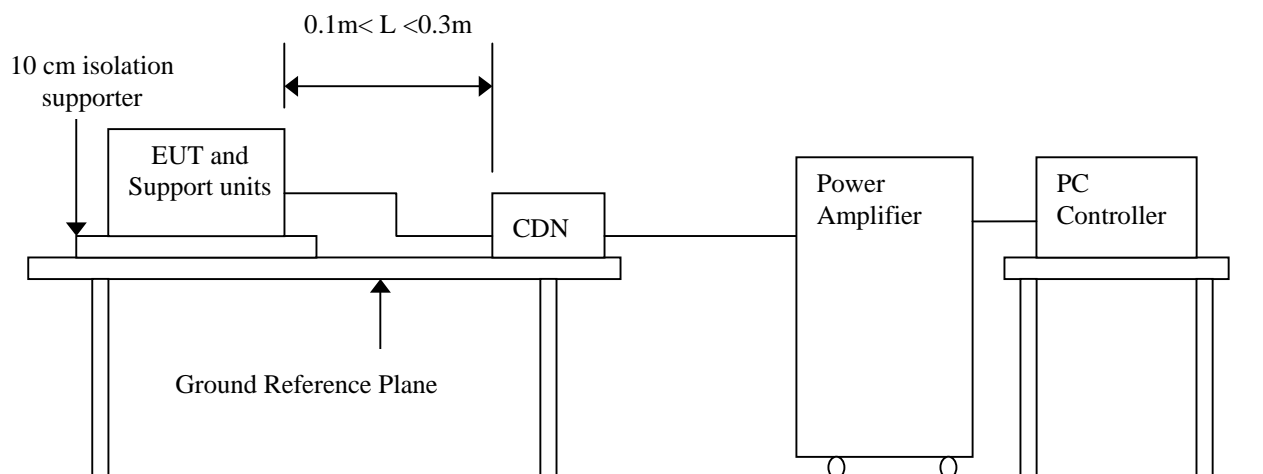 0.1m< L <0.3m
10 cm isolation
supporter
EUT and
Support units
CDN
Power
Amplifier
PC
Controller
Ground Reference Plane